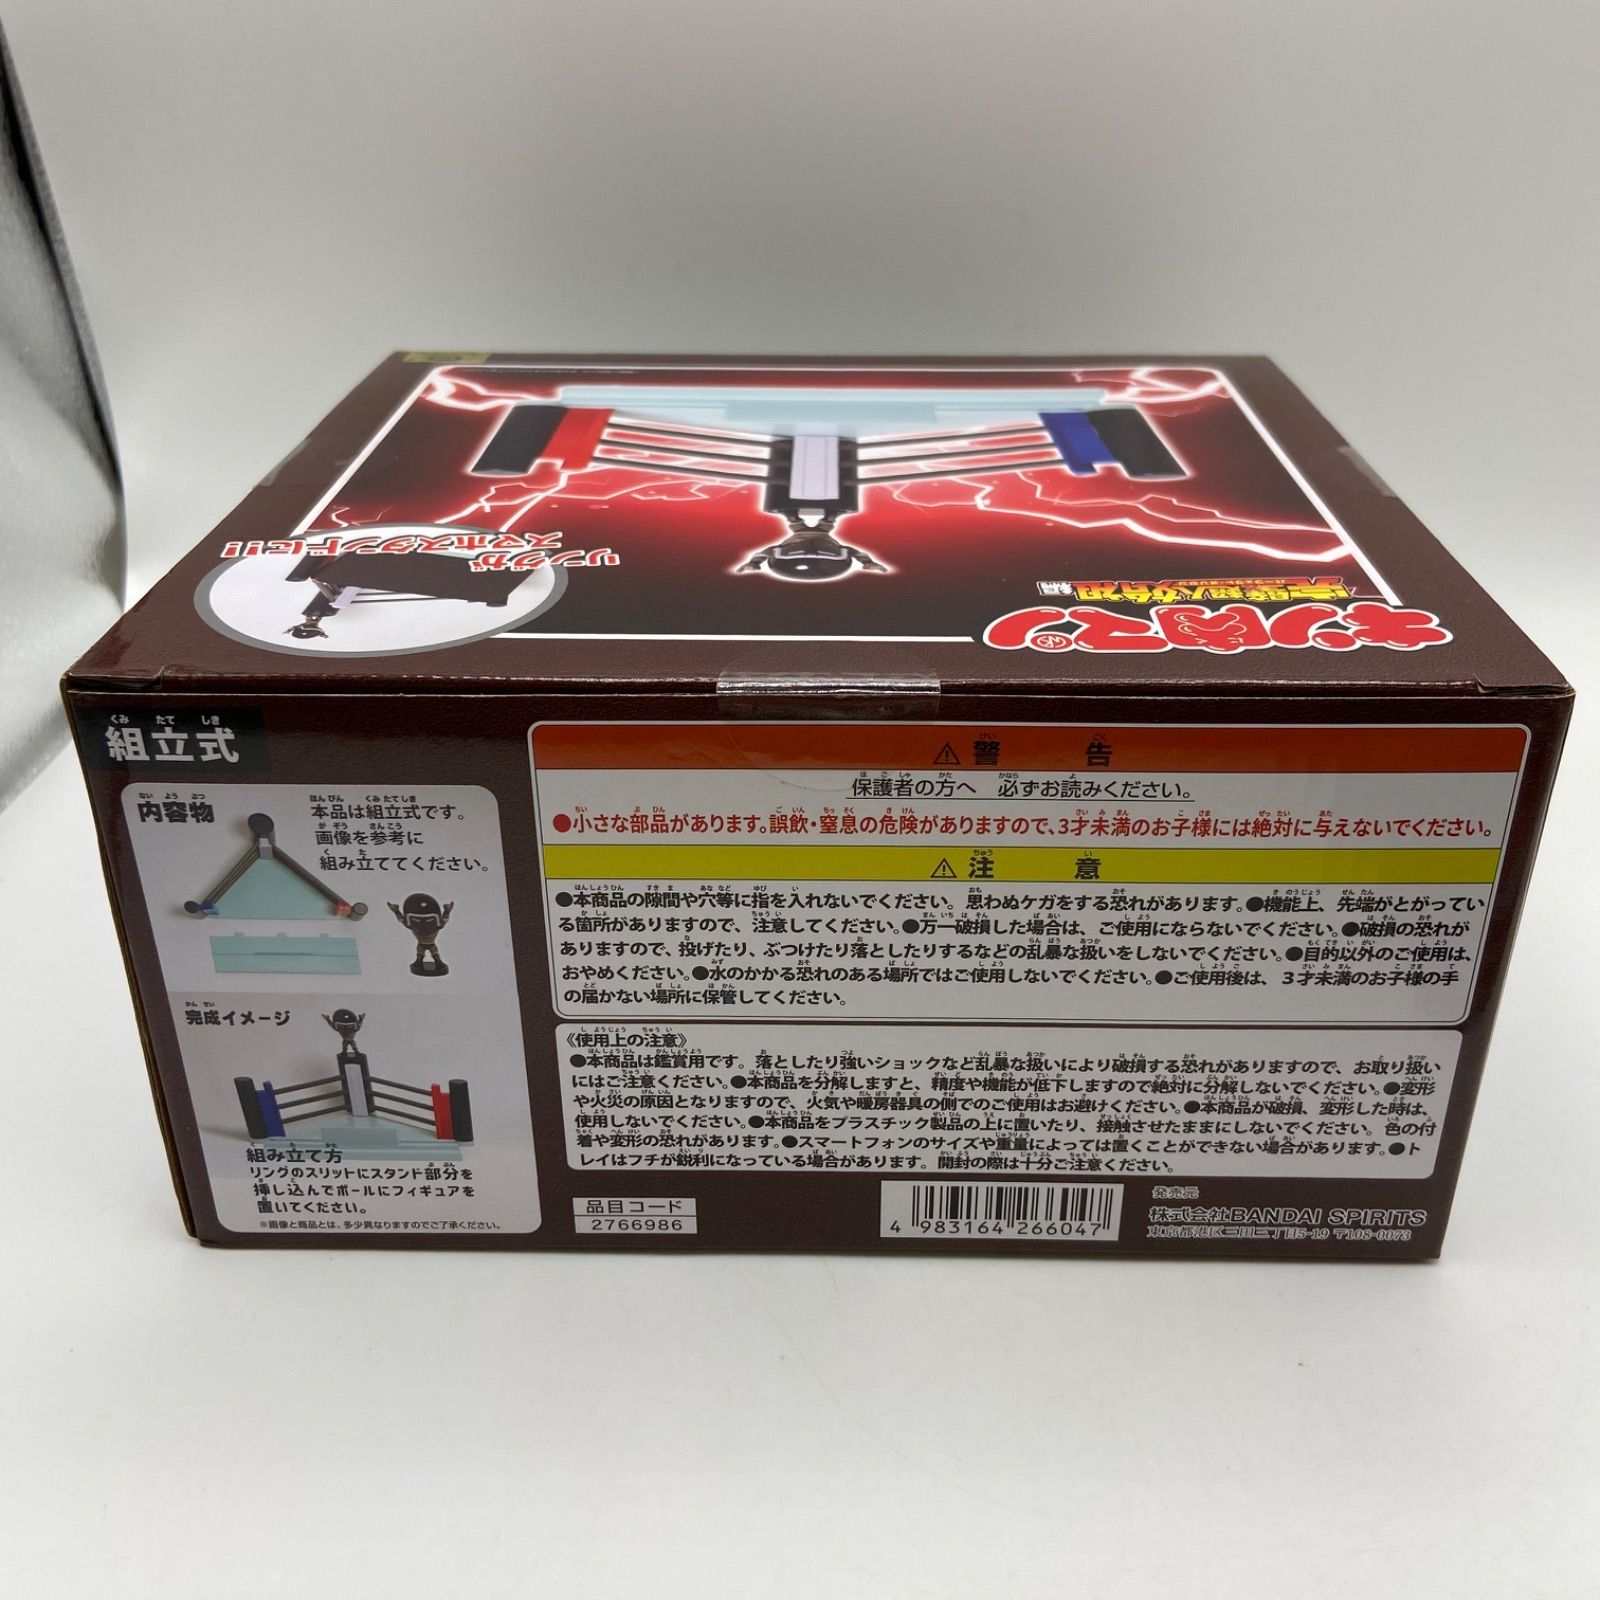 キン肉マン
完璧超人始祖編
パーフェクト・オリジン
リングが
スマホスタンドに!!
組立式
くみたてしき
内容物
ないようぶつ
本品は組立式です。
画像を参考に
組み立ててください。
完成イメージ
組み立て方
リングのスリットにスタンド部分を
挿し込んでポールにフィギュアを
置いてください。
※画像と商品とは、多少異なりますのでご了承ください。
⚠警告
保護者の方へ 必ずお読みください。
●小さな部品があります。誤飲・窒息の危険がありますので、3才未満のお子様には絶対に与えないでください。
⚠注意
●本商品の隙間や穴等に指を入れないでください。思わぬケガをする恐れがあります。●機能上、先端がとがってい
る箇所がありますので、注意してください。●万一破損した場合は、ご使用にならないでください。●破損の恐れが
ありますので、投げたり、ぶつけたり落としたりするなどの乱暴な扱いをしないでください。●目的以外のご使用は、
おやめください。●水のかかる恐れのある場所ではご使用しないでください。●ご使用後は、3才未満のお子様の手
の届かない場所に保管してください。
《使用上の注意》
●本商品は鑑賞用です。落としたり強いショックなど乱暴な扱いにより破損する恐れがありますので、お取り扱い
にはご注意ください。●本商品を分解しますと、精度や機能が低下しますので絶対に分解しないでください。●変形
や火災の原因となりますので、火気や暖房器具の側でのご使用はお避けください。●本商品が破損、変形した時は、
使用しないでください。●本商品をプラスチック製品の上に置いたり、接触させたままにしないでください。色の付
着や変形の恐れがあります。●スマートフォンのサイズや重量によっては置くことができない場合があります。●ト
レイはフチが鋭利になっている場合があります。開封の際は十分ご注意ください。
品目コード
2766986
4 983164 266047
発売元
株式会社BANDAI SPIRITS
東京都港区三田三丁目5-19 〒108-0073